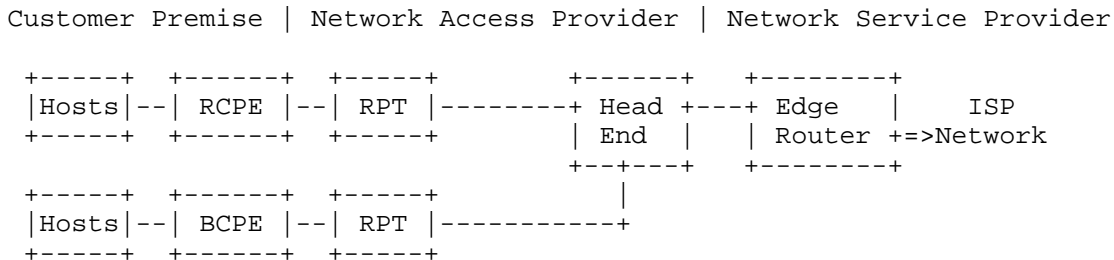 Customer Premise | Network Access Provider | Network Service Provider
+-----+  +------+  +-----+           +------+   +--------+
|Hosts|--| RCPE |--| RPT |--------+ Head +---+ Edge   |    ISP
+-----+  +------+  +-----+           | End  |   | Router +=>Network
+--+---+   +--------+
+-----+  +------+  +-----+              |
|Hosts|--| BCPE |--| RPT |-----------+
+-----+  +------+  +-----+